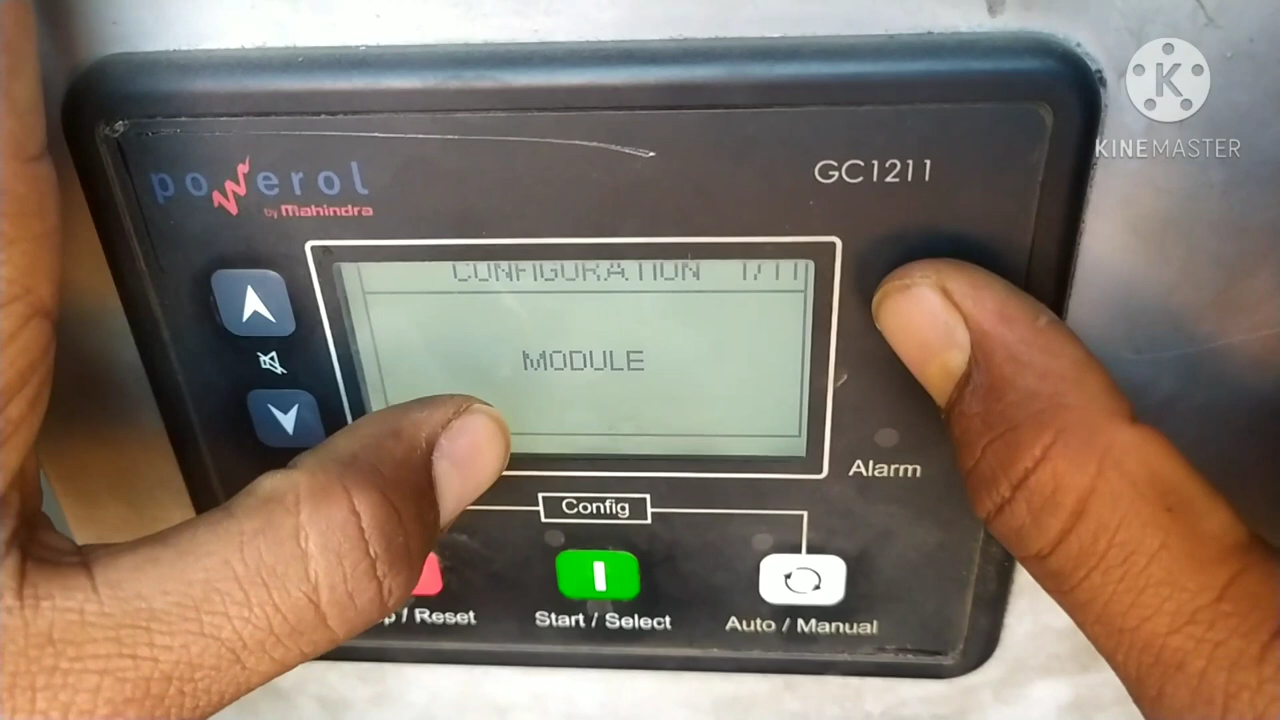 powerol
by Mahindra
GC1211
CONFIGURATION 1/11
MODULE
Alarm
Config
p / Reset
Start / Select
Auto / Manual
K
KINEMASTER